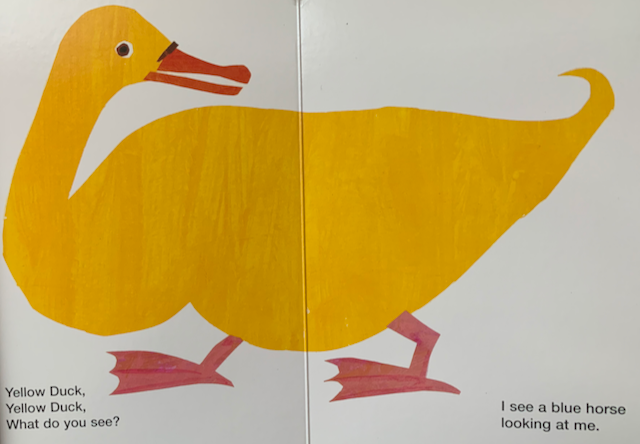 Yellow Duck,
Yellow Duck,
What do you see?
I see a blue horse
looking at me.